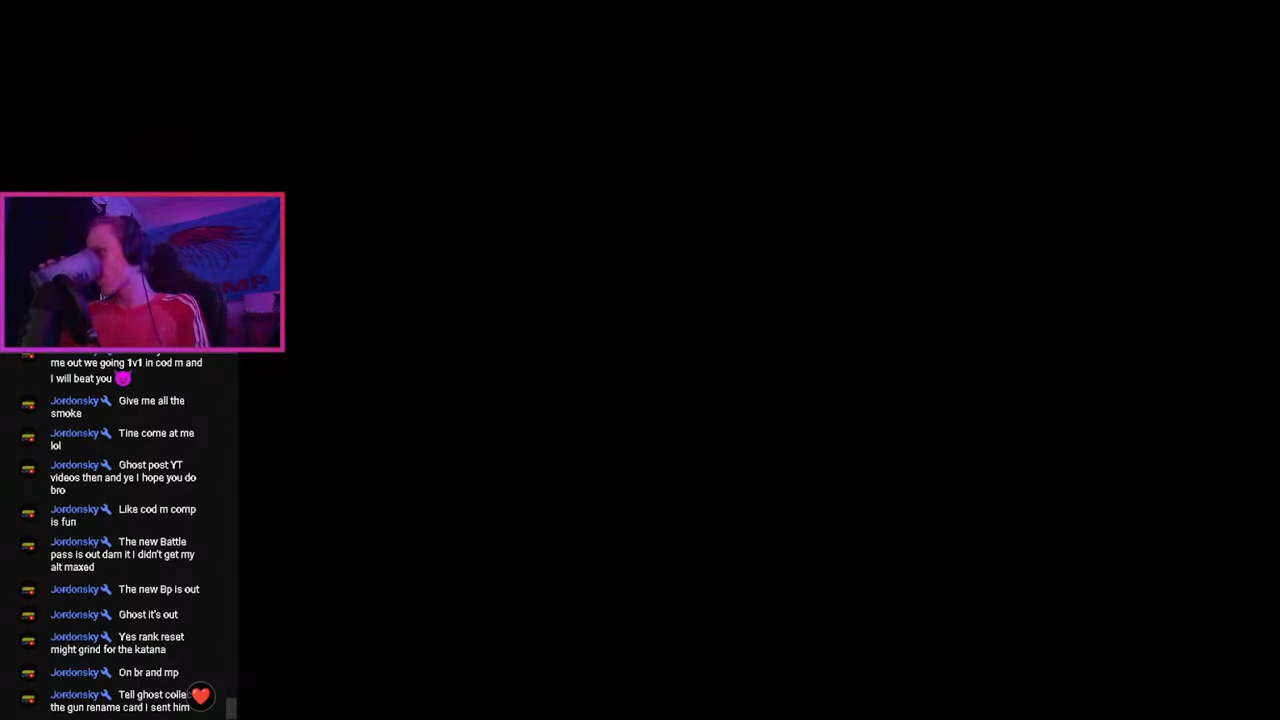 MP
me out we going 1v1 in cod m and
I will beat you 😈
Jordonsky🔧 Give me all the
smoke
Jordonsky🔧 Tine come at me
lol
Jordonsky🔧 Ghost post YT
videos then and ye I hope you do
bro
Jordonsky🔧 Like cod m comp
is fun
Jordonsky🔧 The new Battle
pass is out darn it I didn't get my
alt maxed
Jordonsky🔧 The new Bp is out
Jordonsky🔧 Ghost it's out
Jordonsky🔧 Yes rank reset
might grind for the katana
Jordonsky🔧 On br and mp
Jordonsky🔧 Tell ghost collec
the gun rename card I sent him